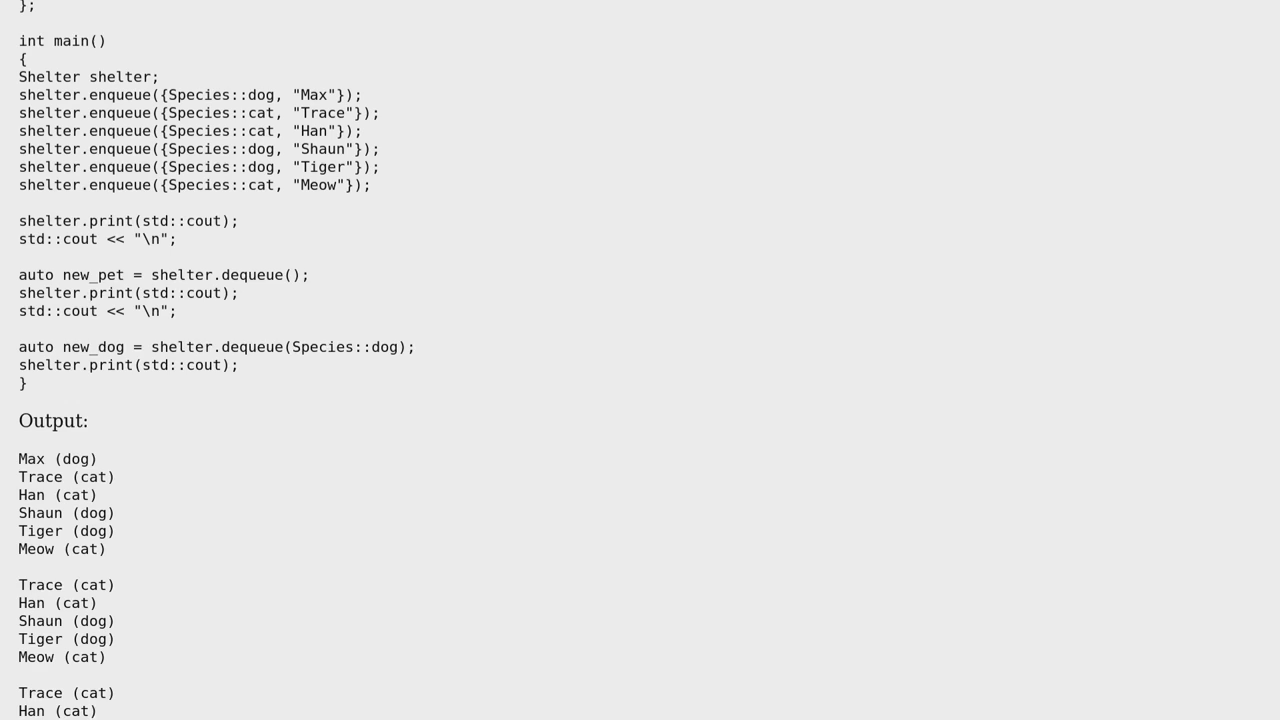 };
int main()
{
Shelter shelter;
shelter.enqueue({Species::dog, "Max"});
shelter.enqueue({Species::cat, "Trace"});
shelter.enqueue({Species::cat, "Han"});
shelter.enqueue({Species::dog, "Shaun"});
shelter.enqueue({Species::dog, "Tiger"});
shelter.enqueue({Species::cat, "Meow"});
shelter.print(std::cout);
std::cout << "\n";
auto new_pet = shelter.dequeue();
shelter.print(std::cout);
std::cout << "\n";
auto new_dog = shelter.dequeue(Species::dog);
shelter.print(std::cout);
}
Output:
Max (dog)
Trace (cat)
Han (cat)
Shaun (dog)
Tiger (dog)
Meow (cat)
Trace (cat)
Han (cat)
Shaun (dog)
Tiger (dog)
Meow (cat)
Trace (cat)
Han (cat)